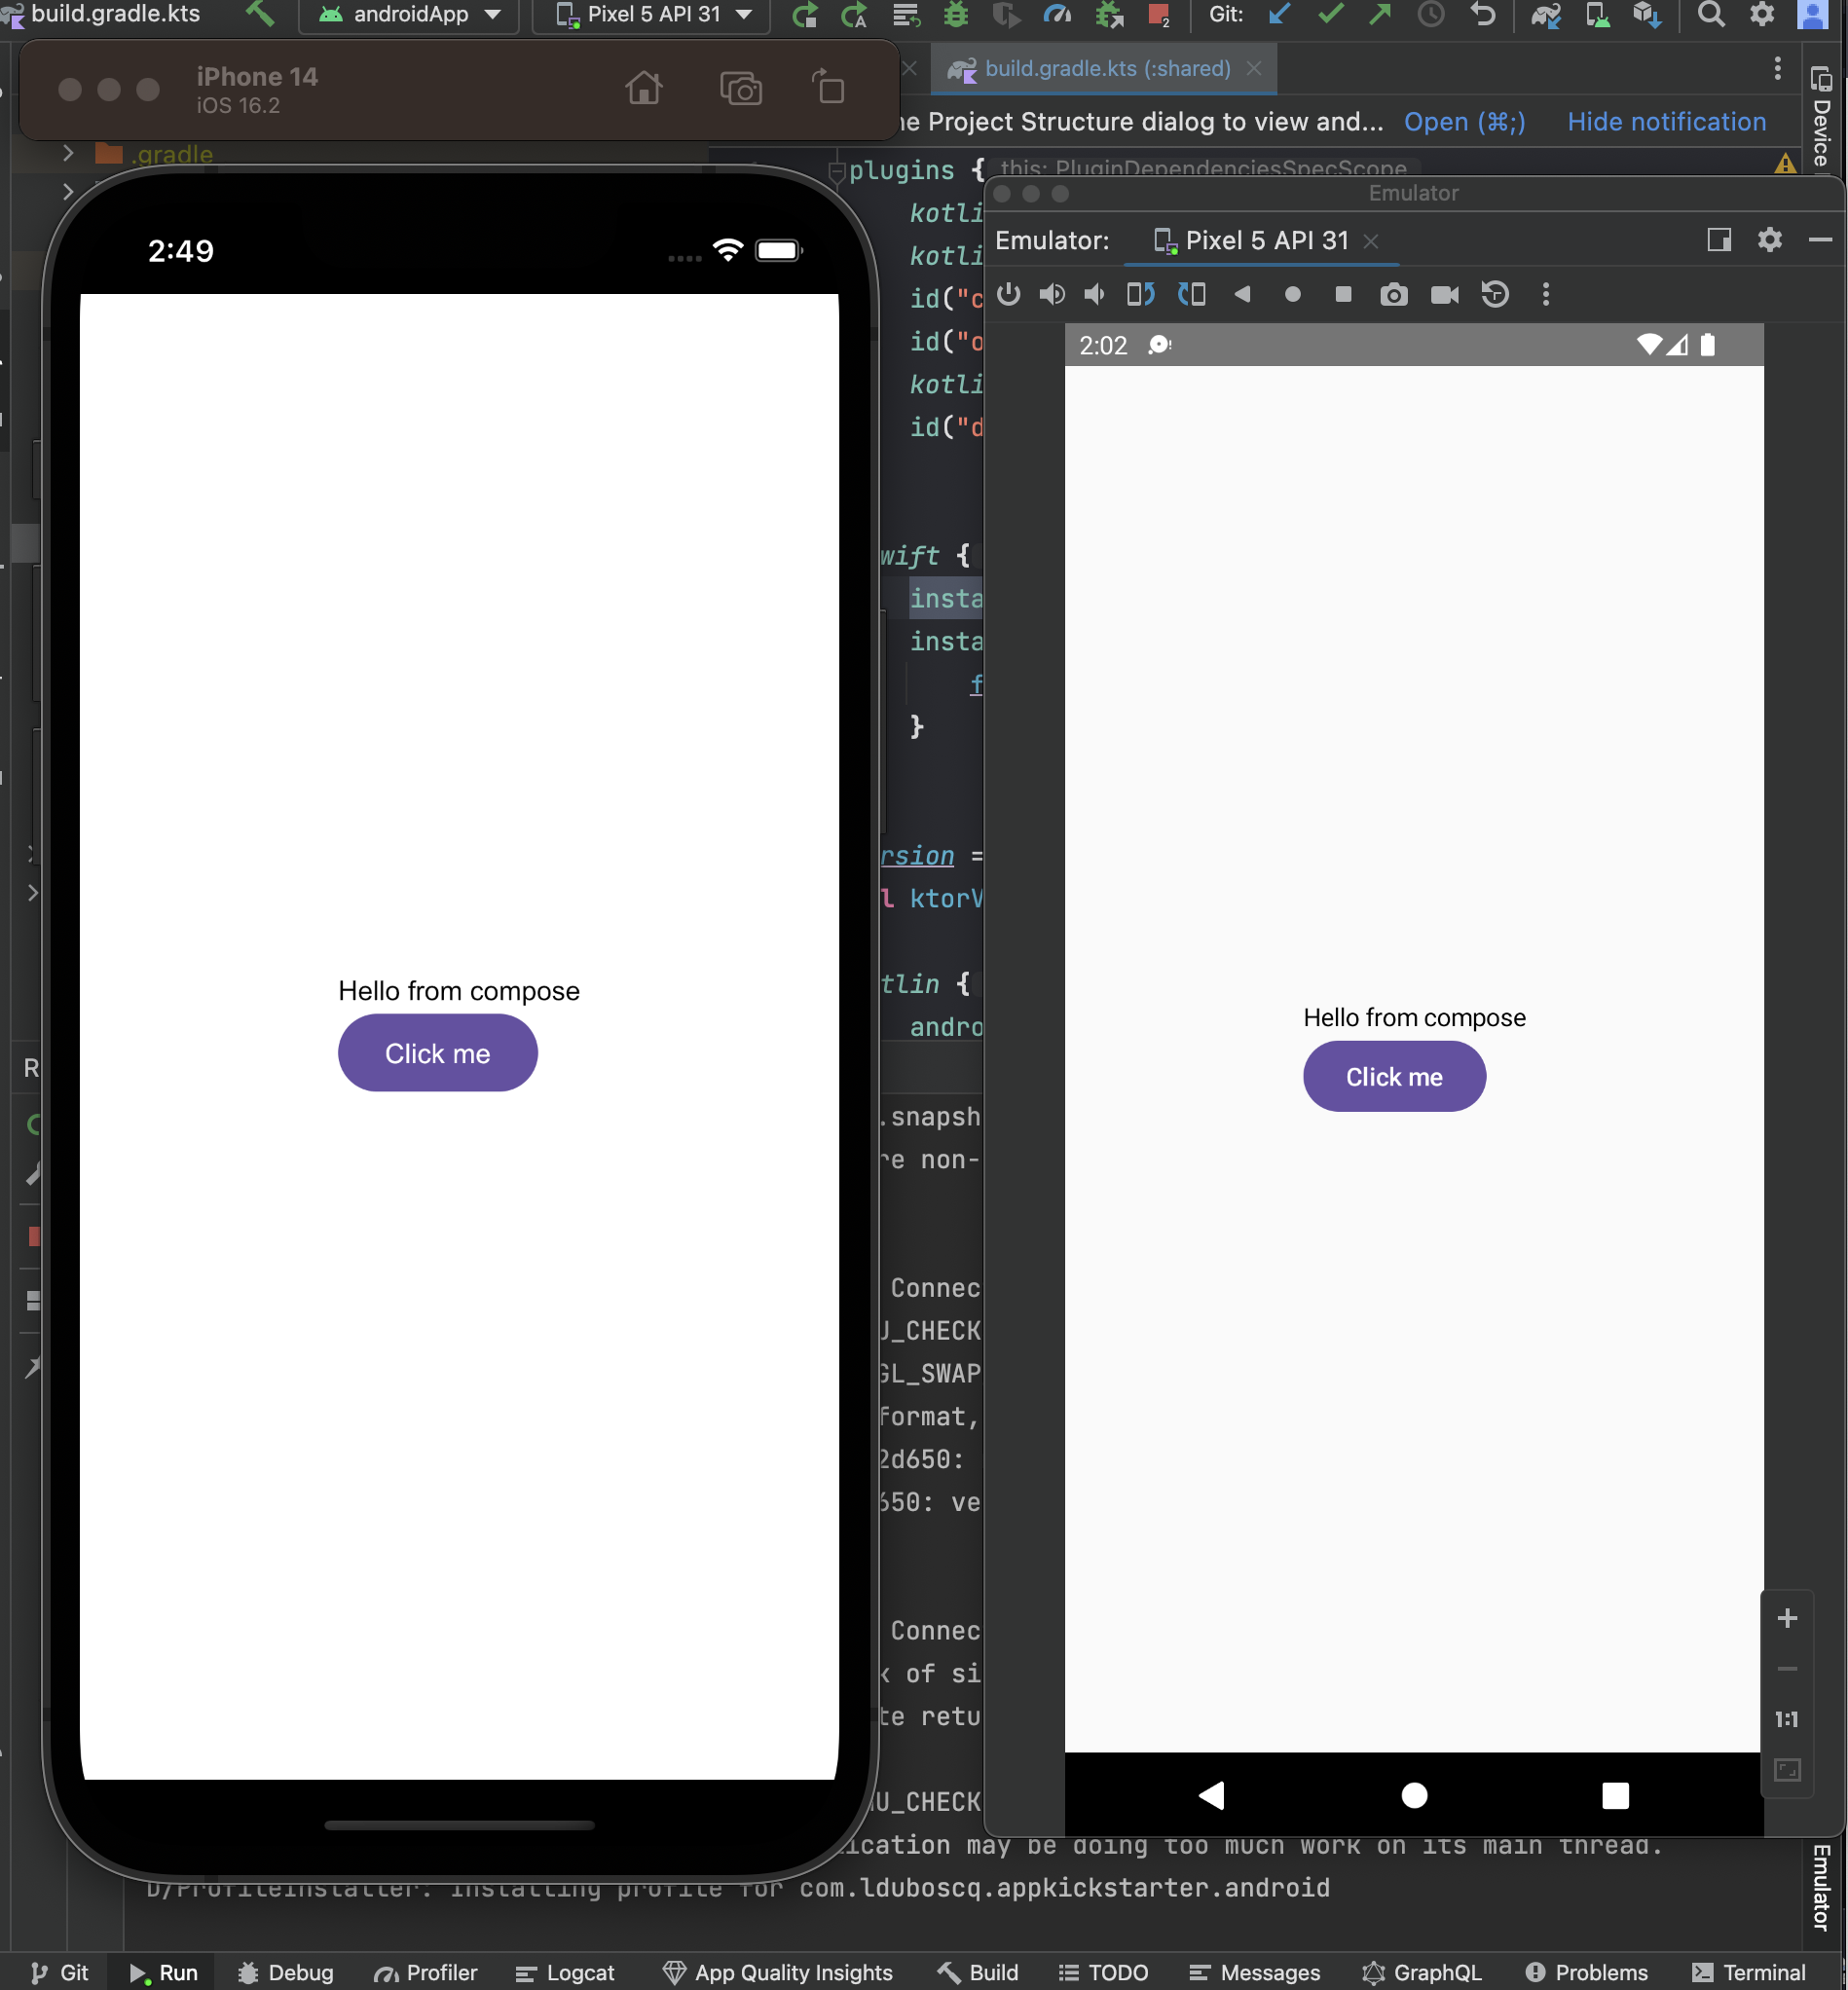 build.gradle.kts
androidApp
Pixel 5 API 31
2
Git:
iPhone 14
iOS 16.2
build.gradle.kts (:shared)
ne Project Structure dialog to view and... Open (⌘;) Hide notification
Device
.gradle
plugins { this: PluginDependenciesSpecScope
kotli
kotli
id("c
id("o
kotli
id("d
wift {
insta
insta
f
}
rsion =
l ktorV
tlin {
andro
2:49
Hello from compose
Click me
Emulator
Emulator: Pixel 5 API 31
2:02
Hello from compose
Click me
1:1
R
.snapsh
re non-
Connec
U_CHECK
GL_SWAP
format,
2d650:
650: ve
Connec
k of si
te retu
MU_CHECK
lication may be doing too much work on its main thread.
D/ProfileInstaller: Installing profile for com.lduboscq.appkickstarter.android
Emulator
Git Run Debug Profiler Logcat App Quality Insights Build TODO Messages GraphQL Problems Terminal